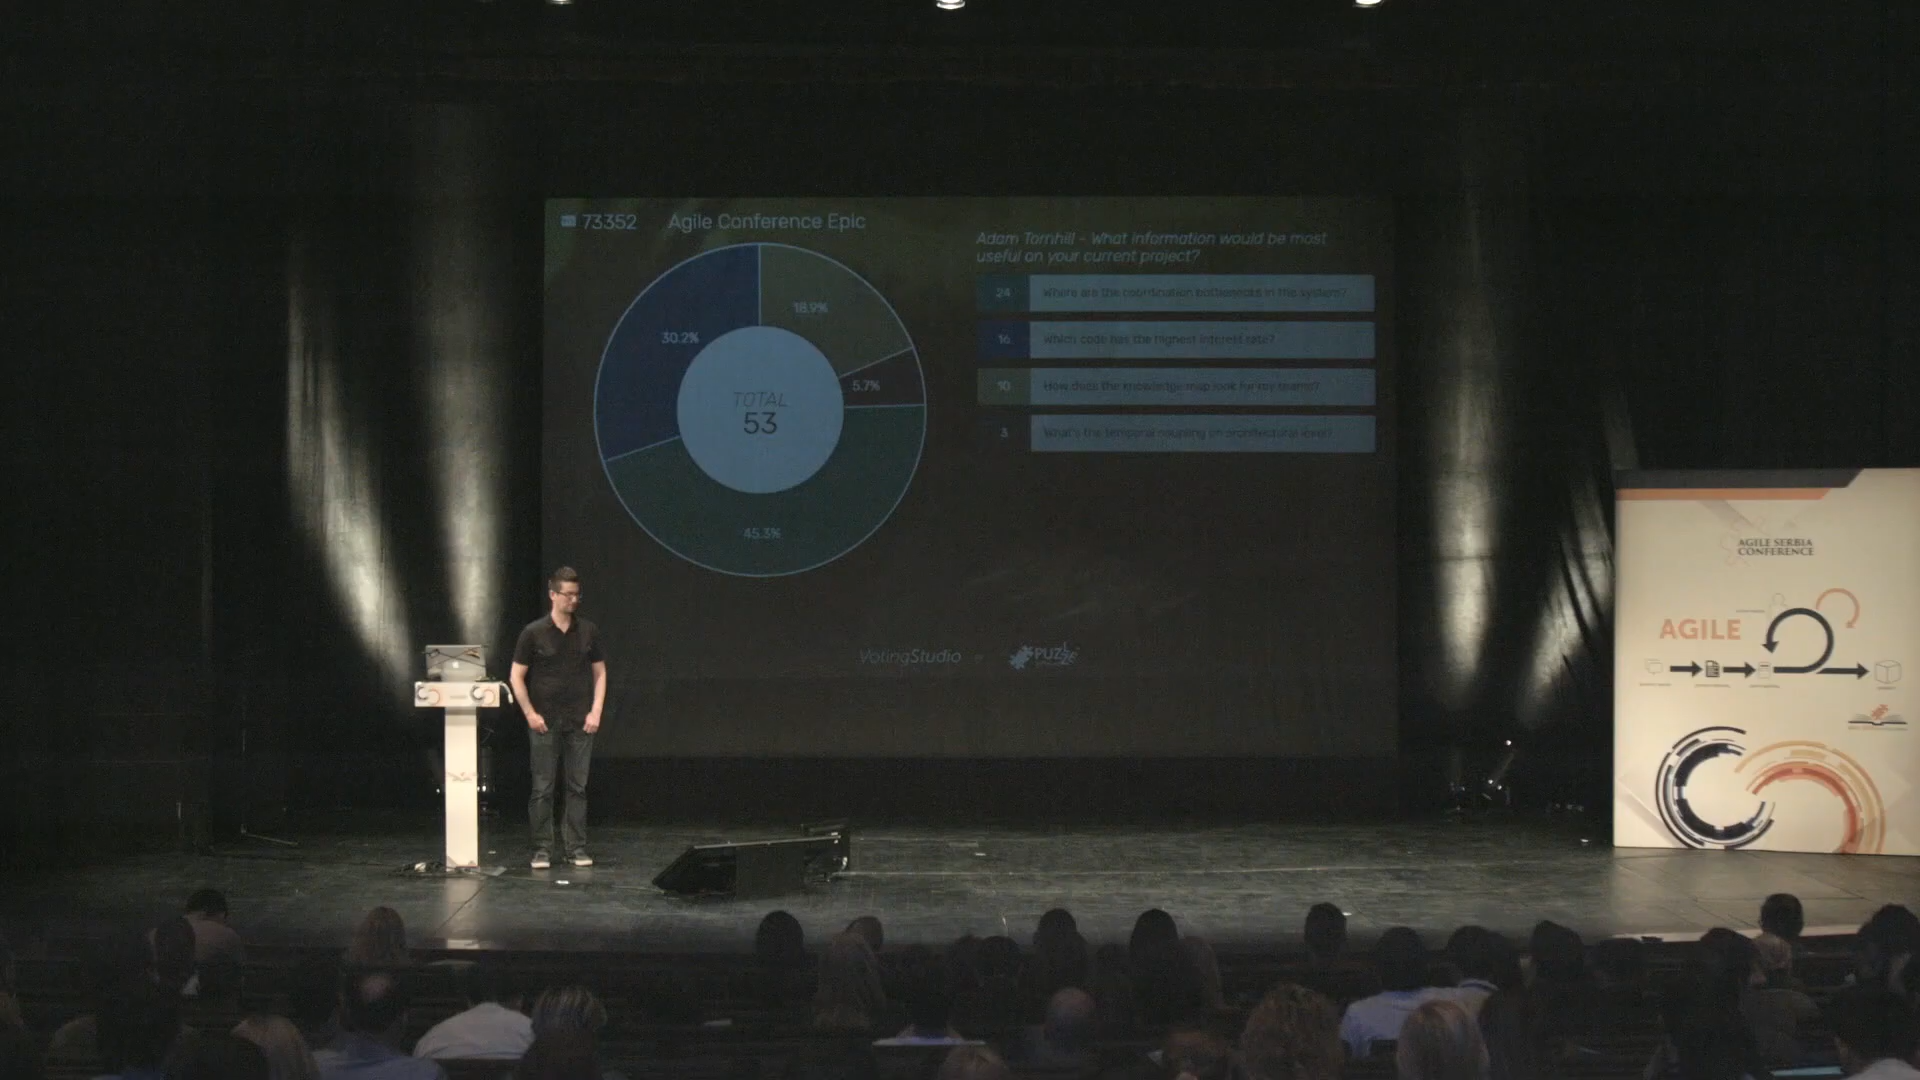 73352 Agile Conference Epic
Adam Tornhill - What information would be most
useful on your current project?
24 Where are the coordination bottlenecks in the system?
16 Which code has the highest interest rate?
10 How does the knowledge map look for my teams?
3 What's the temporal coupling on architectural level?
18.9%
30.2%
5.7%
TOTAL
53
45.3%
VotingStudio
PUZZLE
AGILE SERBIA
CONFERENCE
AGILE